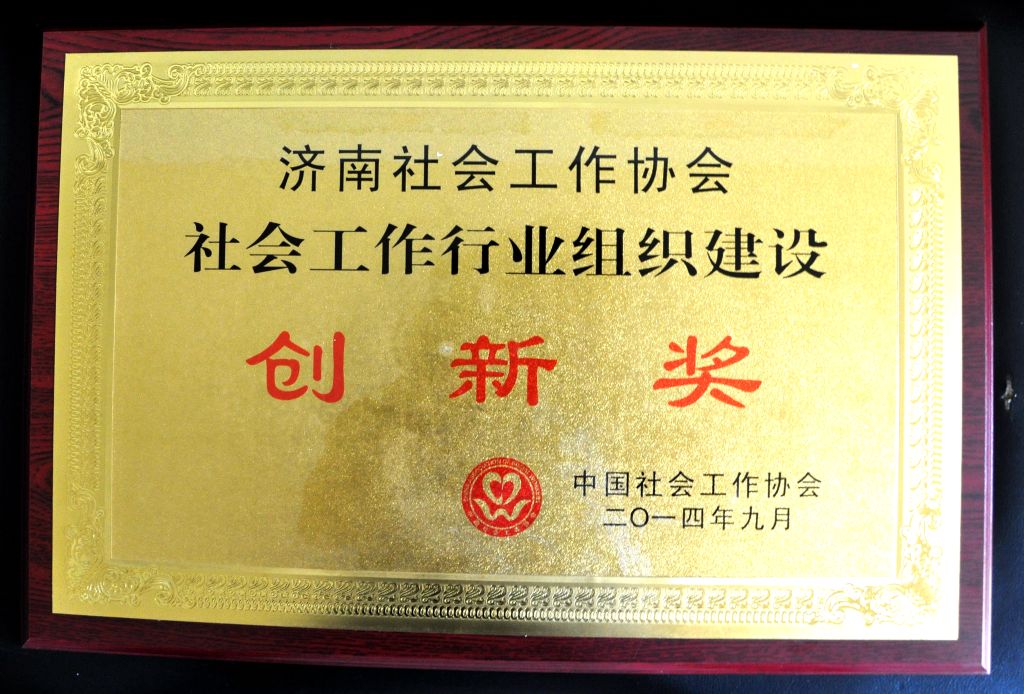 济南社会工作协会
社会工作行业组织建设
创新奖
中国社会工作协会
二〇一四年九月